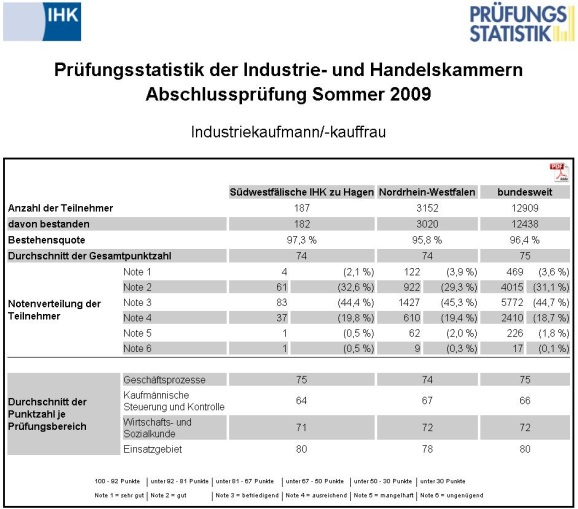 IHK
PRÜFUNGS
STATISTIK
Prüfungsstatistik der Industrie- und Handelskammern
Abschlussprüfung Sommer 2009
Industriekaufmann/-kauffrau
PDF
Südwestfälische IHK zu Hagen Nordrhein-Westfalen bundesweit
Anzahl der Teilnehmer 187 3152 12909
davon bestanden 182 3020 12438
Bestehensquote 97,3 % 95,8 % 96,4 %
Durchschnitt der Gesamtpunktzahl 74 74 75
Notenverteilung der
Teilnehmer
Note 1 4 (2,1 %) 122 (3,9 %) 469 (3,6 %)
Note 2 61 (32,6 %) 922 (29,3 %) 4015 (31,1 %)
Note 3 83 (44,4 %) 1427 (45,3 %) 5772 (44,7 %)
Note 4 37 (19,8 %) 610 (19,4 %) 2410 (18,7 %)
Note 5 1 (0,5 %) 62 (2,0 %) 226 (1,8 %)
Note 6 1 (0,5 %) 9 (0,3 %) 17 (0,1 %)
Durchschnitt der
Punktzahl je
Prüfungsbereich
Geschäftsprozesse 75 74 75
Kaufmännische
Steuerung und Kontrolle 64 67 66
Wirtschafts- und
Sozialkunde 71 72 72
Einsatzgebiet 80 78 80
100 - 92 Punkte | unter 92 - 81 Punkte | unter 81 - 67 Punkte | unter 67 - 50 Punkte | unter 50 - 30 Punkte | unter 30 Punkte
Note 1 = sehr gut | Note 2 = gut | Note 3 = befriedigend | Note 4 = ausreichend | Note 5 = mangelhaft | Note 6 = ungenügend